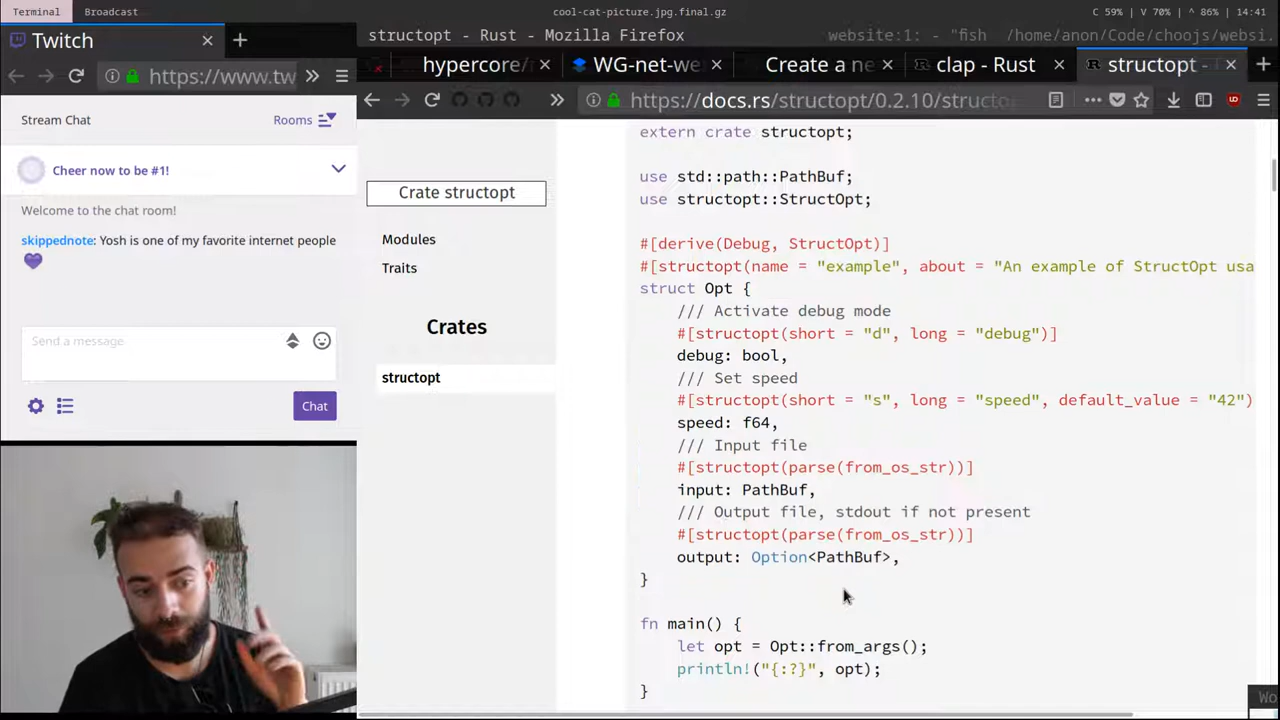 Terminal
Broadcast
cool-cat-picture.jpg.final.gz
C 59% | V 70% | ^ 86% | 14:41
Twitch
https://www.tw
Stream Chat
Rooms
Cheer now to be #1!
Welcome to the chat room!
skippednote: Yosh is one of my favorite internet people
Send a message
Chat
structopt - Rust - Mozilla Firefox
website:1: - "fish /home/anon/Code/choojs/websi.
hypercore/
WG-net-we
Create a ne
clap - Rust
structopt -
https://docs.rs/structopt/0.2.10/structo
Crate structopt
Modules
Traits
Crates
structopt
extern crate structopt;
use std::path::PathBuf;
use structopt::StructOpt;
#[derive(Debug, StructOpt)]
#[structopt(name = "example", about = "An example of StructOpt usa
struct Opt {
/// Activate debug mode
#[structopt(short = "d", long = "debug")]
debug: bool,
/// Set speed
#[structopt(short = "s", long = "speed", default_value = "42")
speed: f64,
/// Input file
#[structopt(parse(from_os_str))]
input: PathBuf,
/// Output file, stdout if not present
#[structopt(parse(from_os_str))]
output: Option<PathBuf>,
}
fn main() {
let opt = Opt::from_args();
println!("{:?}", opt);
}
Wo